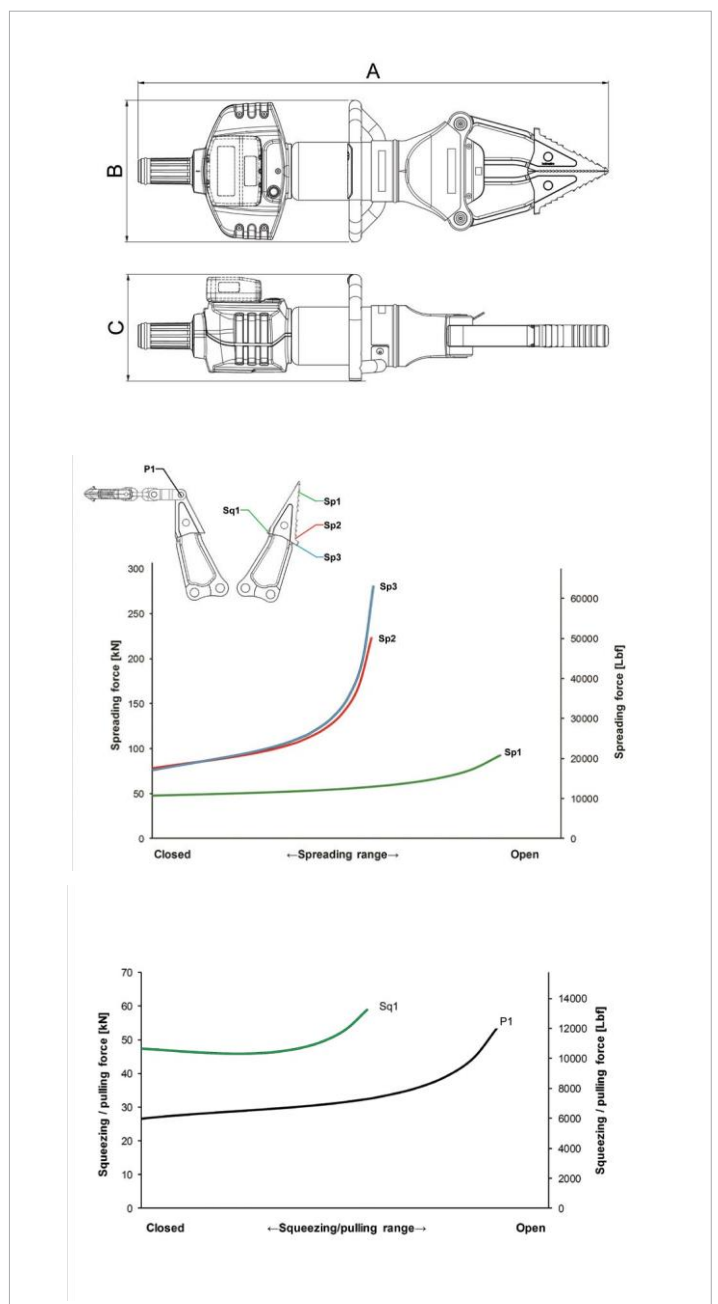 A
B
C
P1
Sp1
Sq1
Sp2
Sp3
300
250
200
150
100
50
0
Spreading force [kN]
Sp3
Sp2
Sp1
60000
50000
40000
30000
20000
10000
0
Spreading force [Lbf]
Closed ←Spreading range→ Open
70
60
50
40
30
20
10
0
Squeezing / pulling force [kN]
Sq1
P1
14000
12000
10000
8000
6000
4000
2000
0
Squeezing / pulling force [Lbf]
Closed ←Squeezing/pulling range→ Open